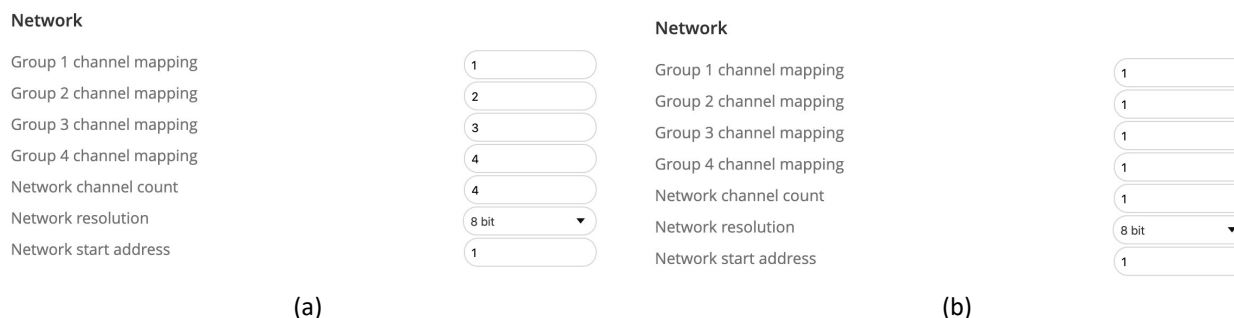 Network
Group 1 channel mapping 1
Group 2 channel mapping 2
Group 3 channel mapping 3
Group 4 channel mapping 4
Network channel count 4
Network resolution 8 bit
Network start address 1
(a)
Network
Group 1 channel mapping 1
Group 2 channel mapping 1
Group 3 channel mapping 1
Group 4 channel mapping 1
Network channel count 1
Network resolution 8 bit
Network start address 1
(b)